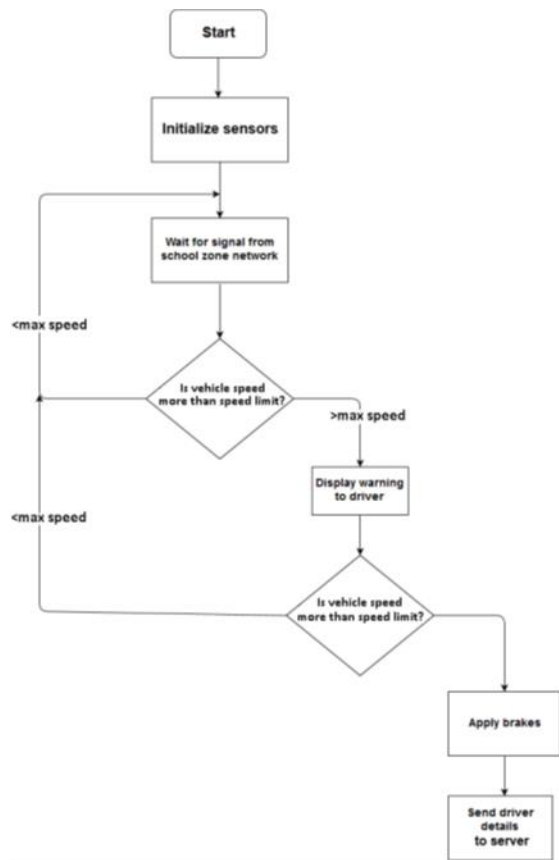 Start
Initialize sensors
Wait for signal from
school zone network
<max speed
Is vehicle speed
more than speed limit?
>max speed
Display warning
to driver
<max speed
Is vehicle speed
more than speed limit?
Apply brakes
Send driver
details
to server